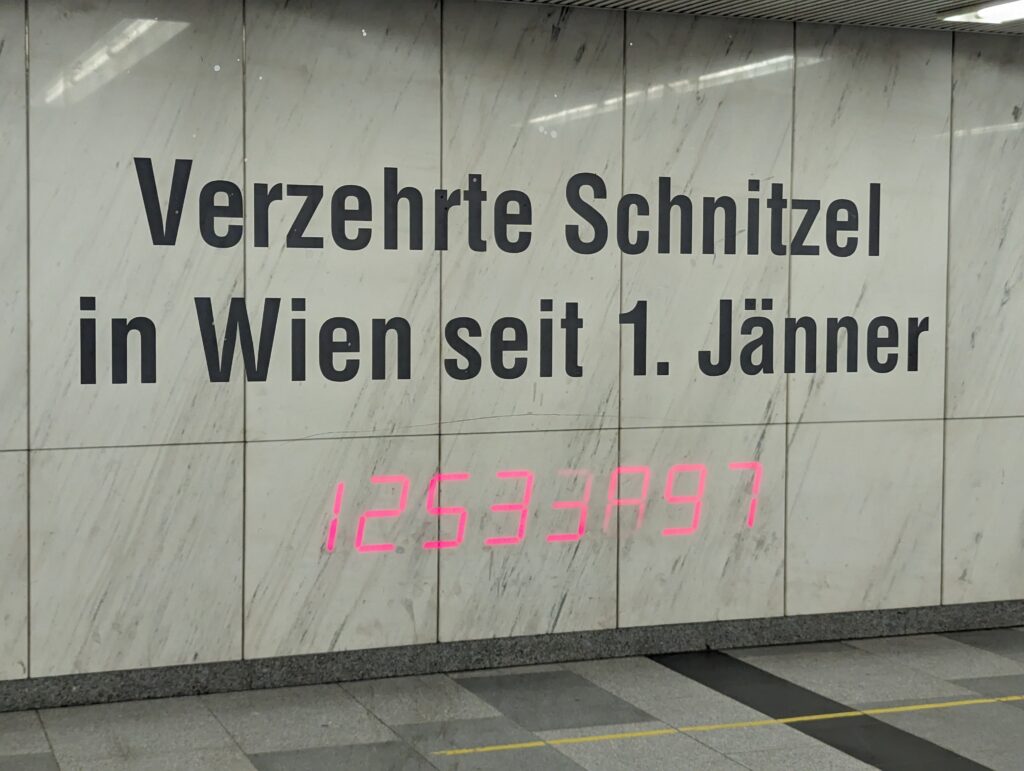 Verzehrte Schnitzel
in Wien seit 1. Jänner